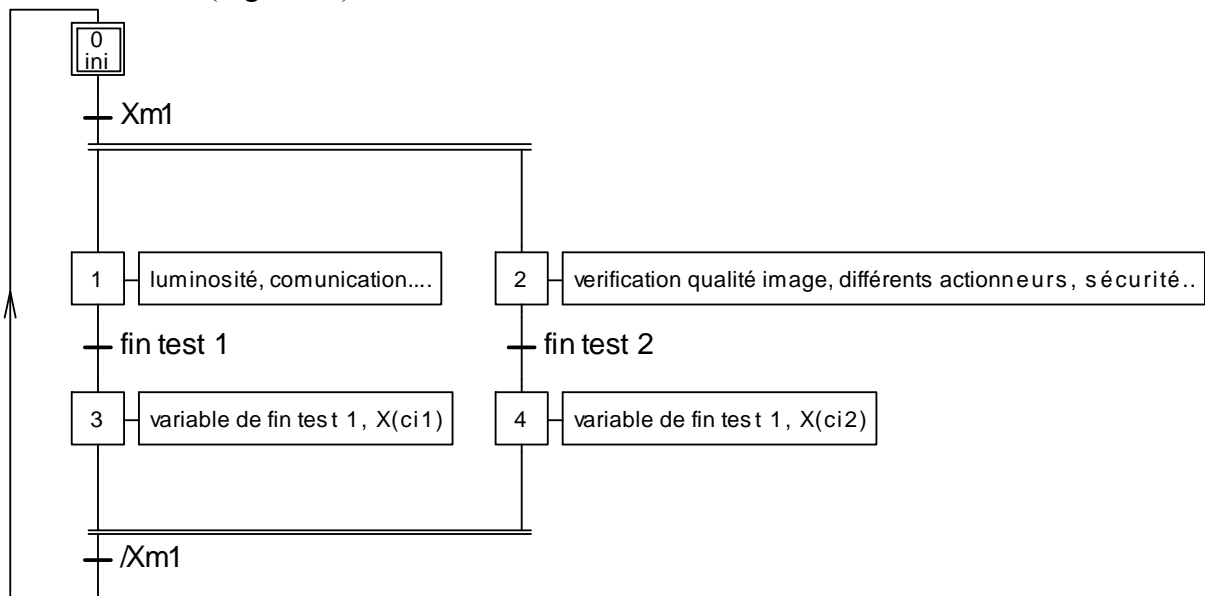 0
ini
Xm1
1 luminosité, comunication.... 2 verification qualité image, différents actionneurs, sécurité..
fin test 1 fin test 2
3 variable de fin test 1, X(ci1) 4 variable de fin test 1, X(ci2)
/Xm1